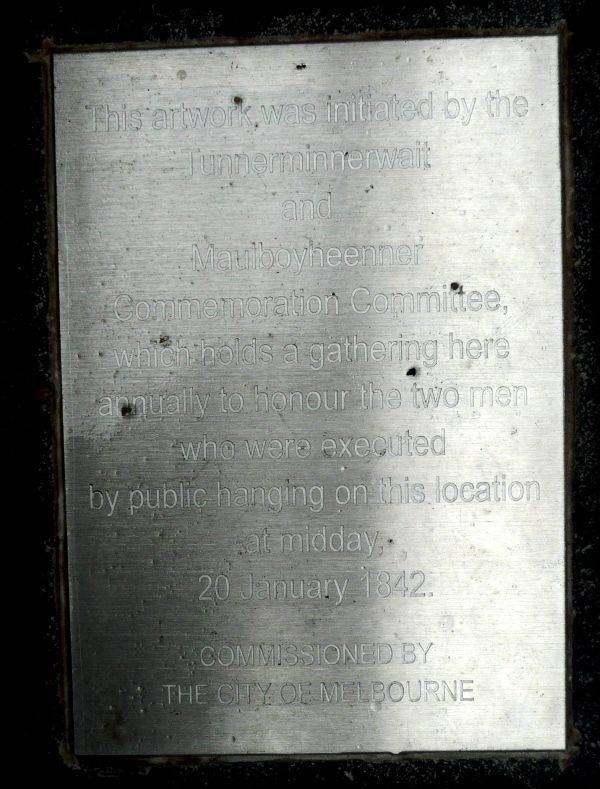 This artwork was initiated by the
Tunnerminnerwait
and
Maulboyheenner
Commemoration Committee,
which holds a gathering here
annually to honour the two men
who were executed
by public hanging on this location
at midday,
20 January 1842.
COMMISSIONED BY
THE CITY OF MELBOURNE